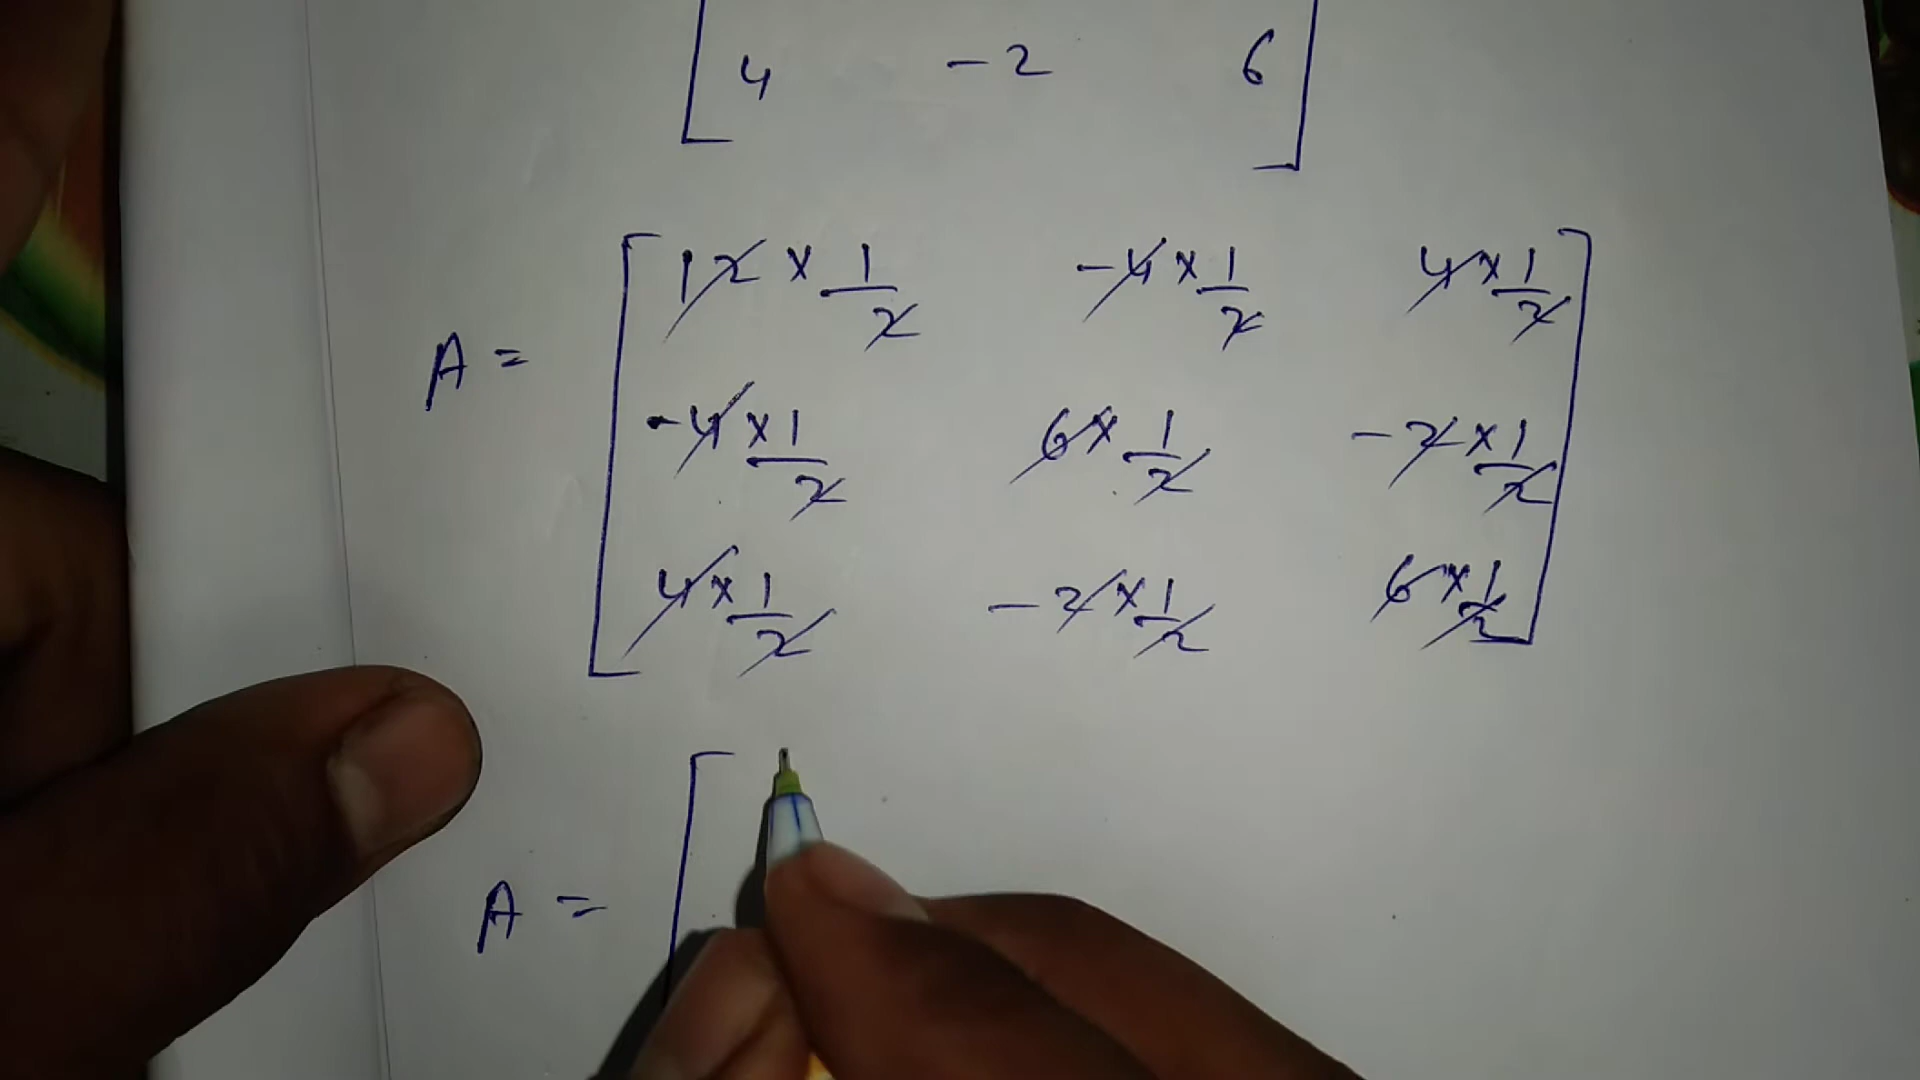 4 -2 6
A = [ 12 × 1/2 -4 × 1/2 4 × 1/2
-4 × 1/2 6 × 1/2 -2 × 1/2
4 × 1/2 -2 × 1/2 6 × 1/2 ]
A = [